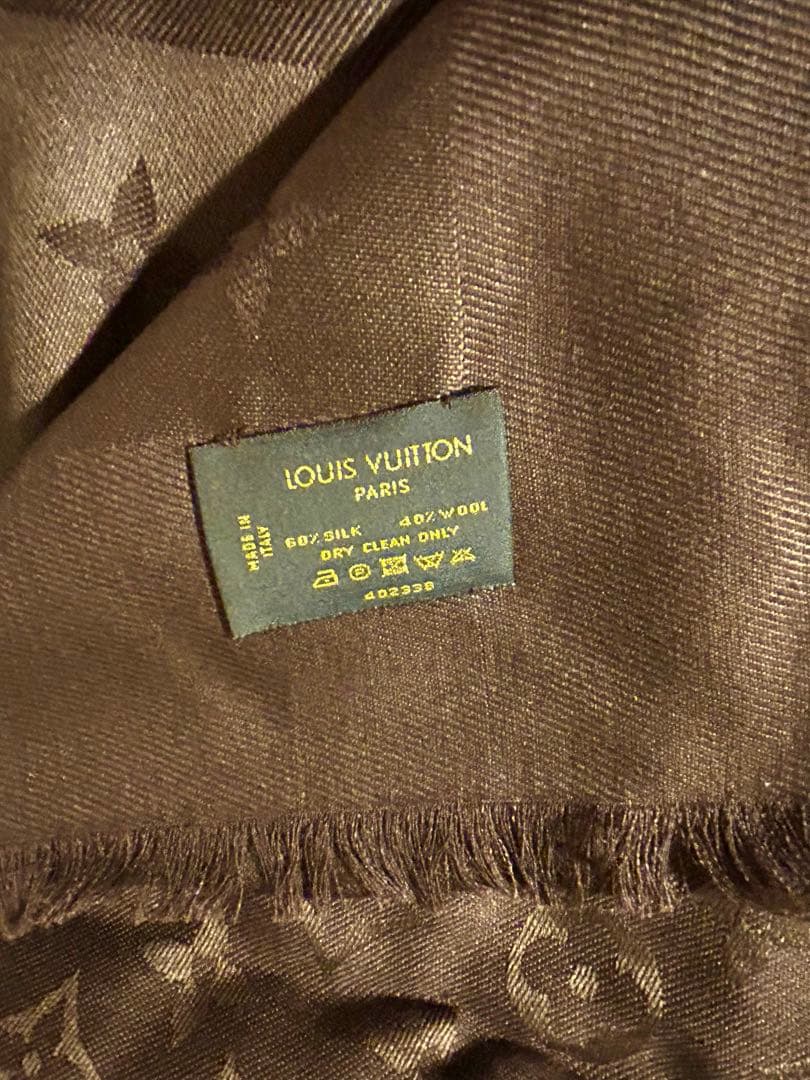 LOUIS VUITTON
PARIS
MADE IN
ITALY
60% SILK 40% WOOL
DRY CLEAN ONLY
402338